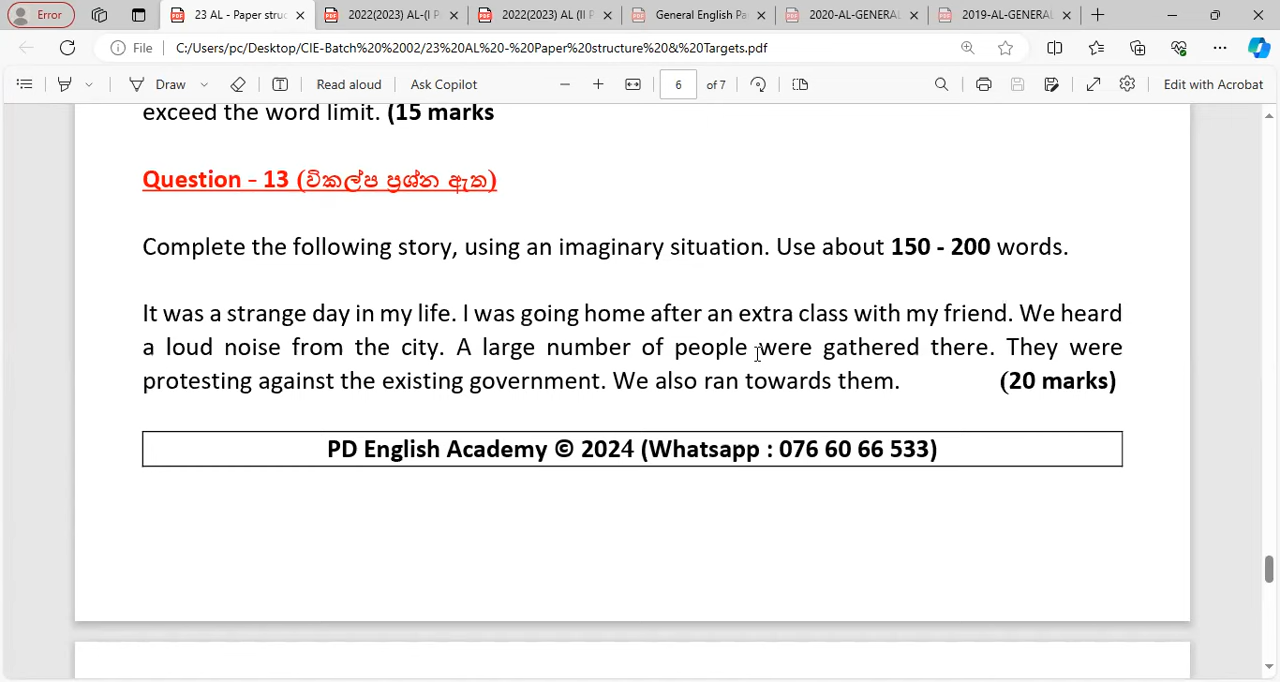 Error
23 AL - Paper struc
2022(2023) AL-(I P
2022(2023) AL (II P
General English Pa
2020-AL-GENERAL
2019-AL-GENERAL
File
C:/Users/pc/Desktop/CIE-Batch%20%2002/23%20AL%20-%20Paper%20structure%20&%20Targets.pdf
Draw
Read aloud
Ask Copilot
6 of 7
Edit with Acrobat
exceed the word limit. (15 marks
Question - 13 (විකල්ප ප්‍රශ්න ඇත)
Complete the following story, using an imaginary situation. Use about 150 - 200 words.
It was a strange day in my life. I was going home after an extra class with my friend. We heard
a loud noise from the city. A large number of people were gathered there. They were
protesting against the existing government. We also ran towards them. (20 marks)
PD English Academy © 2024 (Whatsapp : 076 60 66 533)